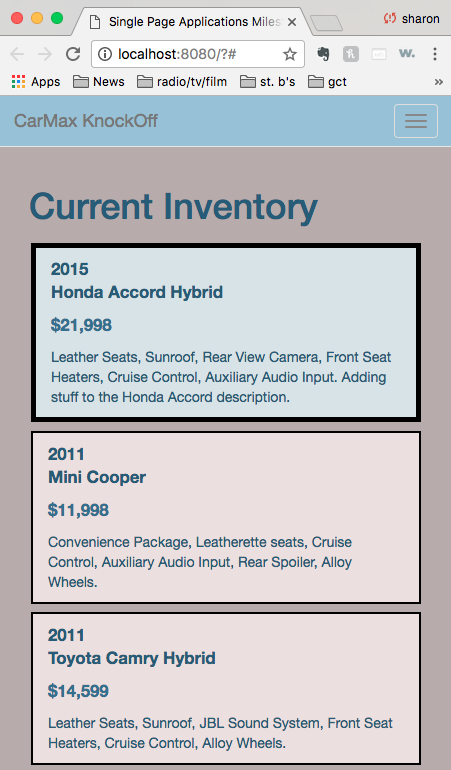 Single Page Applications Miles
sharon
localhost:8080/?#
w.
Apps
News
radio/tv/film
st. b's
gct
»
CarMax KnockOff
Current Inventory
2015
Honda Accord Hybrid
$21,998
Leather Seats, Sunroof, Rear View Camera, Front Seat
Heaters, Cruise Control, Auxiliary Audio Input. Adding
stuff to the Honda Accord description.
2011
Mini Cooper
$11,998
Convenience Package, Leatherette seats, Cruise
Control, Auxiliary Audio Input, Rear Spoiler, Alloy
Wheels.
2011
Toyota Camry Hybrid
$14,599
Leather Seats, Sunroof, JBL Sound System, Front Seat
Heaters, Cruise Control, Alloy Wheels.